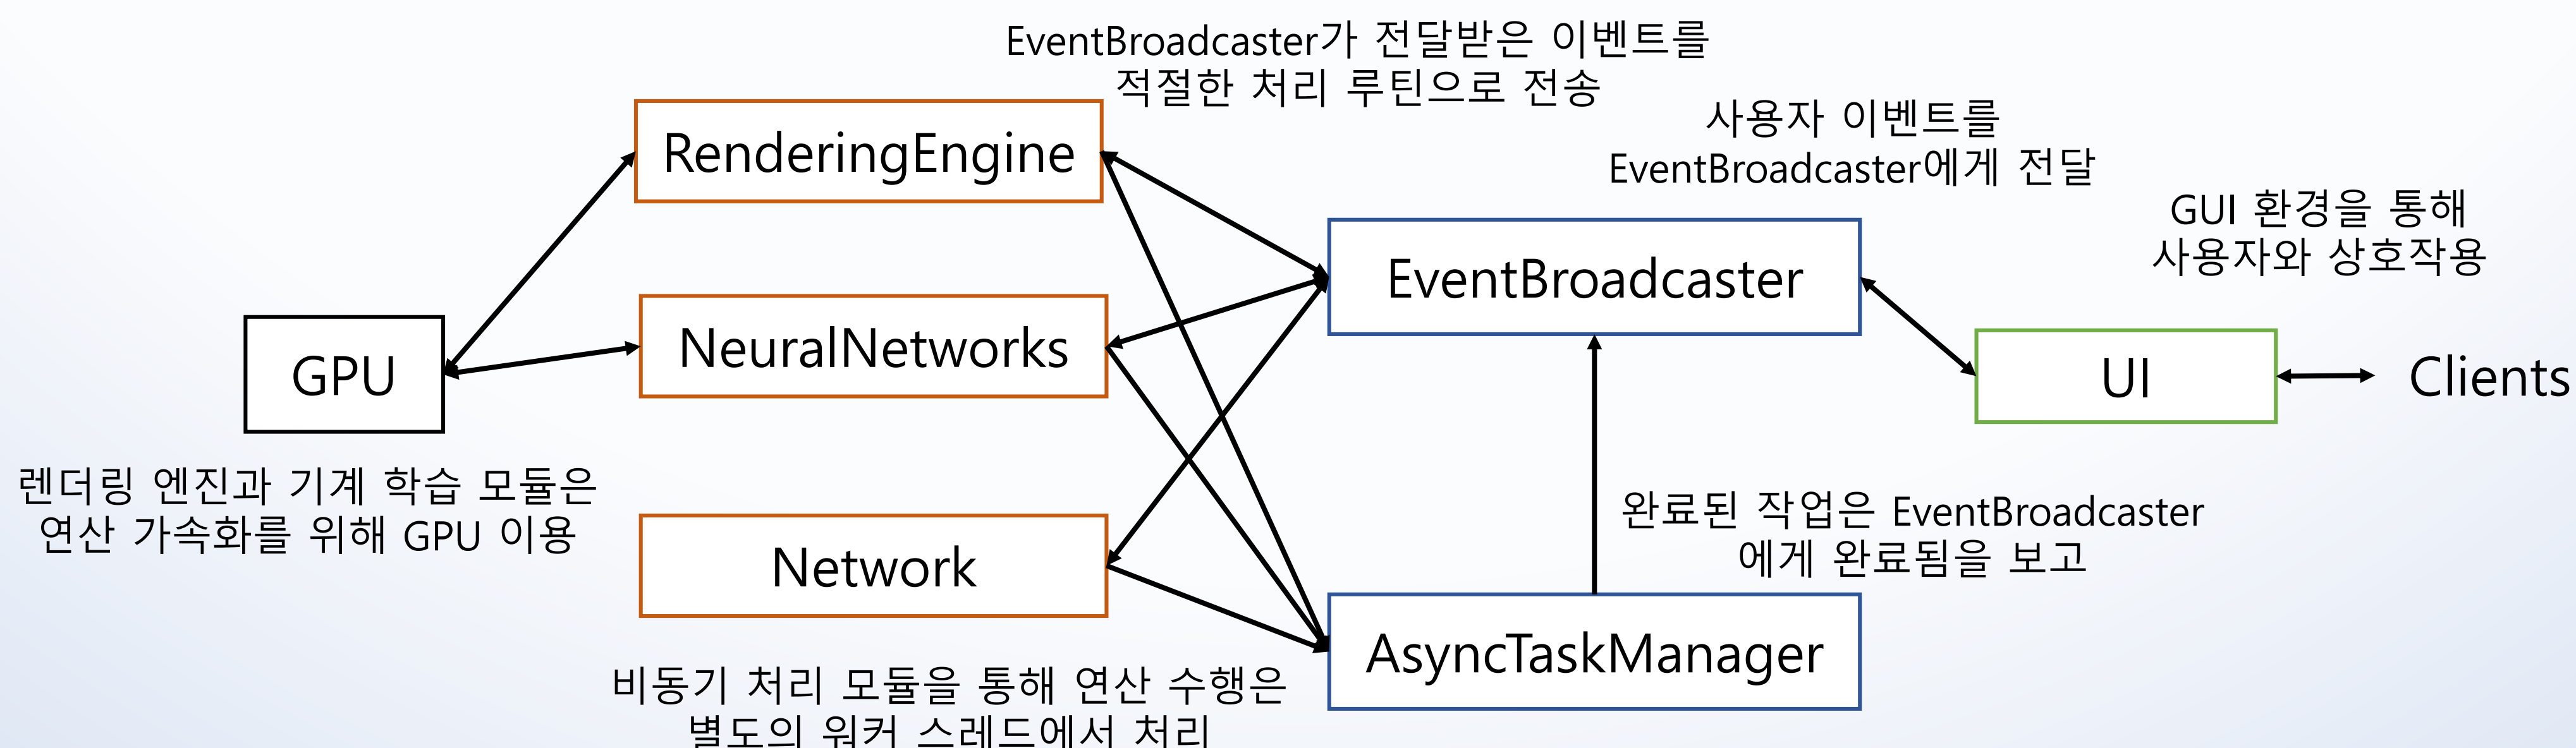 EventBroadcaster가 전달받은 이벤트를
적절한 처리 루틴으로 전송
사용자 이벤트를
EventBroadcaster에게 전달
GUI 환경을 통해
사용자와 상호작용
RenderingEngine
NeuralNetworks
Network
GPU
EventBroadcaster
UI
Clients
렌더링 엔진과 기계 학습 모듈은
연산 가속화를 위해 GPU 이용
완료된 작업은 EventBroadcaster
에게 완료됨을 보고
AsyncTaskManager
비동기 처리 모듈을 통해 연산 수행은
별도의 워커 스레드에서 처리